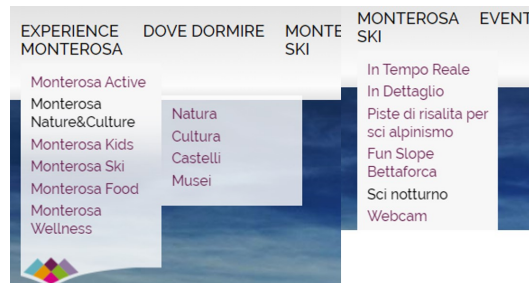 EXPERIENCE
MONTEROSA
DOVE DORMIRE
MONTE
SKI
Monterosa Active
Monterosa
Nature&Culture
Monterosa Kids
Monterosa Ski
Monterosa Food
Monterosa
Wellness
Natura
Cultura
Castelli
Musei
MONTEROSA
SKI
EVENT
In Tempo Reale
In Dettaglio
Piste di risalita per
sci alpinismo
Fun Slope
Bettaforca
Sci notturno
Webcam